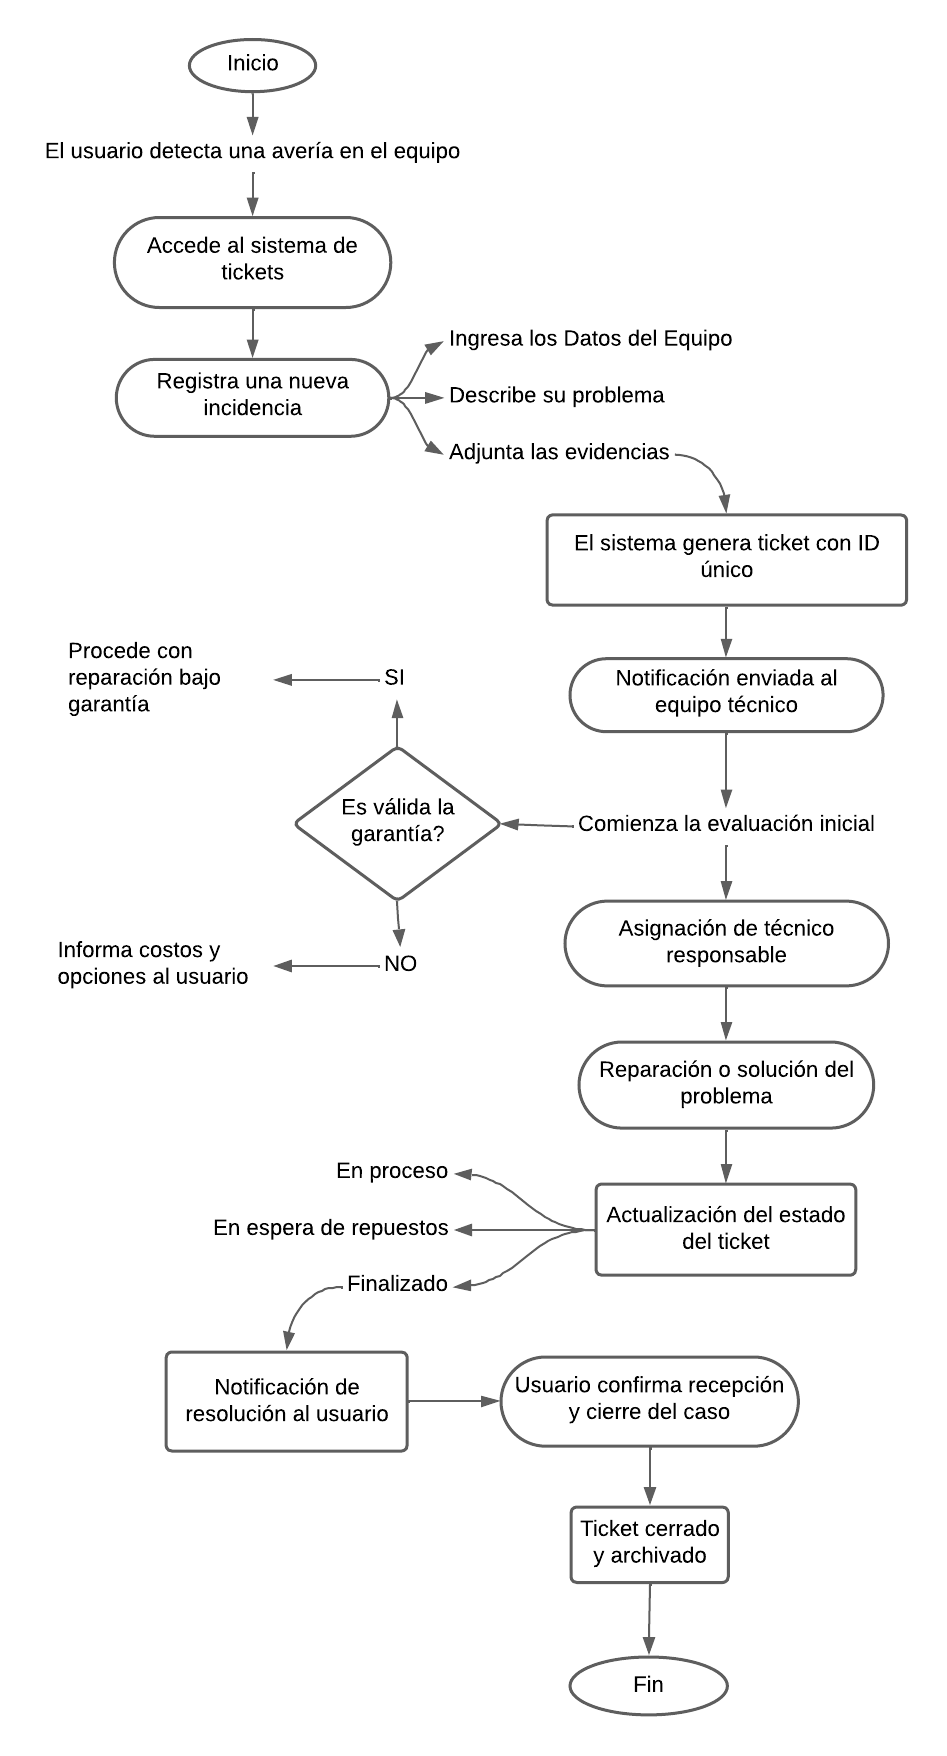 Inicio
El usuario detecta una avería en el equipo
Accede al sistema de
tickets
Registra una nueva
incidencia
Ingresa los Datos del Equipo
Describe su problema
Adjunta las evidencias
El sistema genera ticket con ID
único
Notificación enviada al
equipo técnico
Comienza la evaluación inicial
Es válida la
garantía?
SI
Procede con
reparación bajo
garantía
NO
Informa costos y
opciones al usuario
Asignación de técnico
responsable
Reparación o solución del
problema
Actualización del estado
del ticket
En proceso
En espera de repuestos
Finalizado
Notificación de
resolución al usuario
Usuario confirma recepción
y cierre del caso
Ticket cerrado
y archivado
Fin